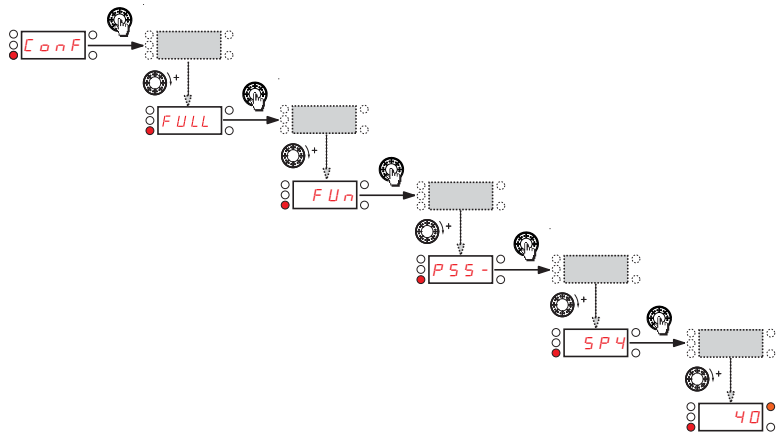 ConF
+
FULL
+
FUn
+
PSS-
+
SP4
+
40